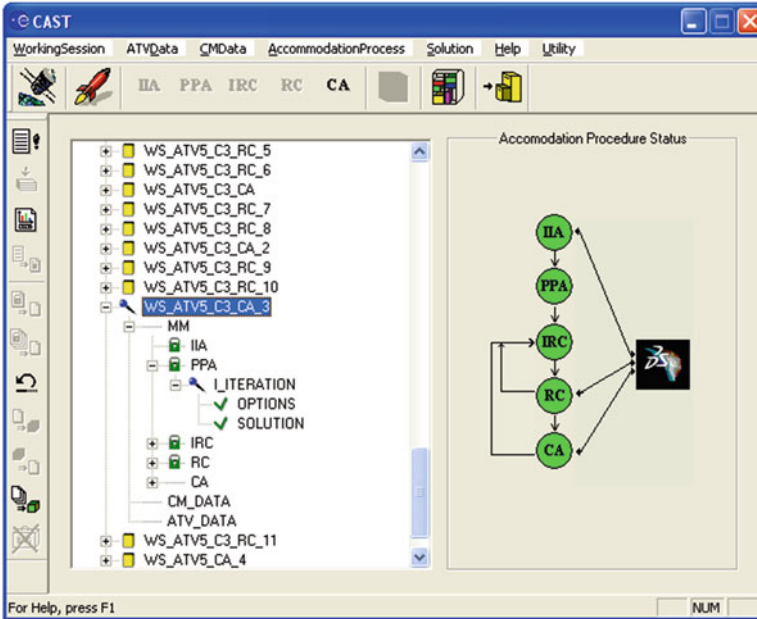 CAST
WorkingSession ATVData CMData AccommodationProcess Solution Help Utility
IIA PPA IRC RC CA
WS_ATV5_C3_RC_5
WS_ATV5_C3_RC_6
WS_ATV5_C3_CA
WS_ATV5_C3_RC_7
WS_ATV5_C3_RC_8
WS_ATV5_C3_CA_2
WS_ATV5_C3_RC_9
WS_ATV5_C3_RC_10
WS_ATV5_C3_CA_3
MM
IIA
PPA
I_ITERATION
OPTIONS
SOLUTION
IRC
RC
CA
CM_DATA
ATV_DATA
WS_ATV5_C3_RC_11
WS_ATV5_CA_4
Accomodation Procedure Status
IIA
PPA
IRC
RC
CA
For Help, press F1
NUM